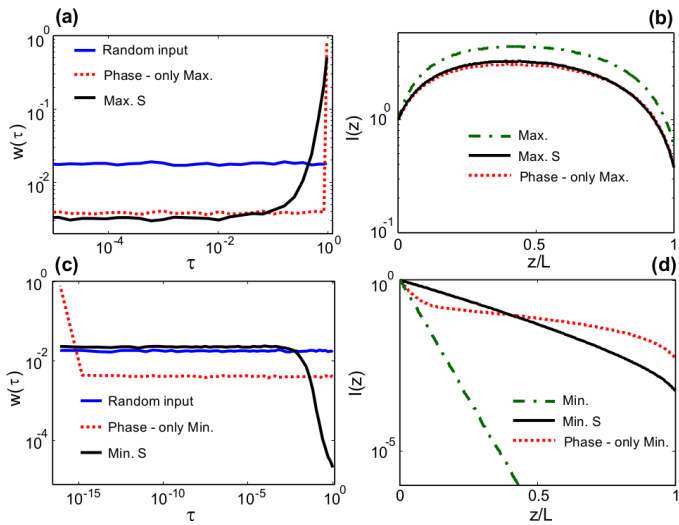 (a)
10^0
10^-1
10^-2
w(τ)
Random input
Phase - only Max.
Max. S
10^-4
10^-2
10^0
τ
(b)
10^0
10^-1
I(z)
Max.
Max. S
Phase - only Max.
0
0.5
1
z/L
(c)
10^0
10^-2
10^-4
w(τ)
Random input
Phase - only Min.
Min. S
10^-15
10^-10
10^-5
10^0
τ
(d)
10^0
10^-5
I(z)
Min.
Min. S
Phase - only Min.
0
0.5
1
z/L